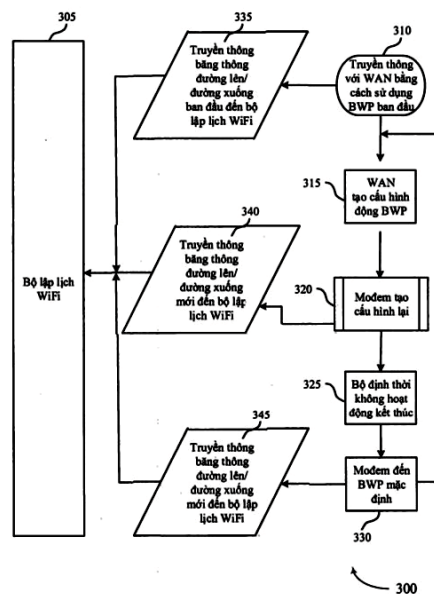 305
Bộ lập lịch
WiFi
335
Truyền thông
băng thông
đường lên/
đường xuống
ban đầu đến bộ
lập lịch WiFi
310
Truyền thông
với WAN bằng
cách sử dụng
BWP ban đầu
315
WAN
tạo cấu hình
động BWP
340
Truyền thông
băng thông
đường lên/
đường xuống
mới đến bộ lập
lịch WiFi
320
Mođem tạo
cấu hình lại
325
Bộ định thời
không hoạt
động kết thúc
345
Truyền thông
băng thông
đường lên/
đường xuống
mới đến bộ lập
lịch WiFi
Mođem đến
BWP mặc
định
330
300